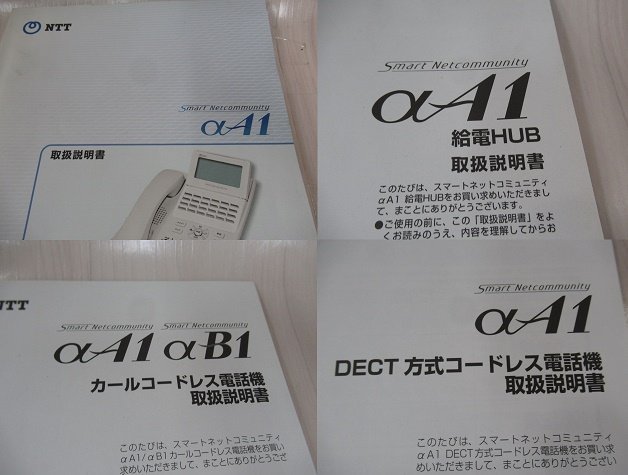 NTT
Smart Netcommunity
αA1
取扱説明書
Smart Netcommunity
αA1
給電HUB
取扱説明書
このたびは、スマートネットコミュニティ
αA1 給電HUBをお買い求めいただきまし
て、まことにありがとうございます。
●ご使用の前に、この「取扱説明書」をよ
くお読みのうえ、内容を理解してからお
NTT
Smart Netcommunity Smart Netcommunity
αA1 αB1
カールコードレス電話機
取扱説明書
このたびは、スマートネットコミュニティ
αA1/αB1カールコードレス電話機をお買い
求めいただきまして、まことにありがとうござ
Smart Netcommunity
αA1
DECT 方式コードレス電話機
取扱説明書
このたびは、スマートネットコミュニティ
αA1 DECT方式コードレス電話機をお買い求
めいただきまして、まことにありがとうござい